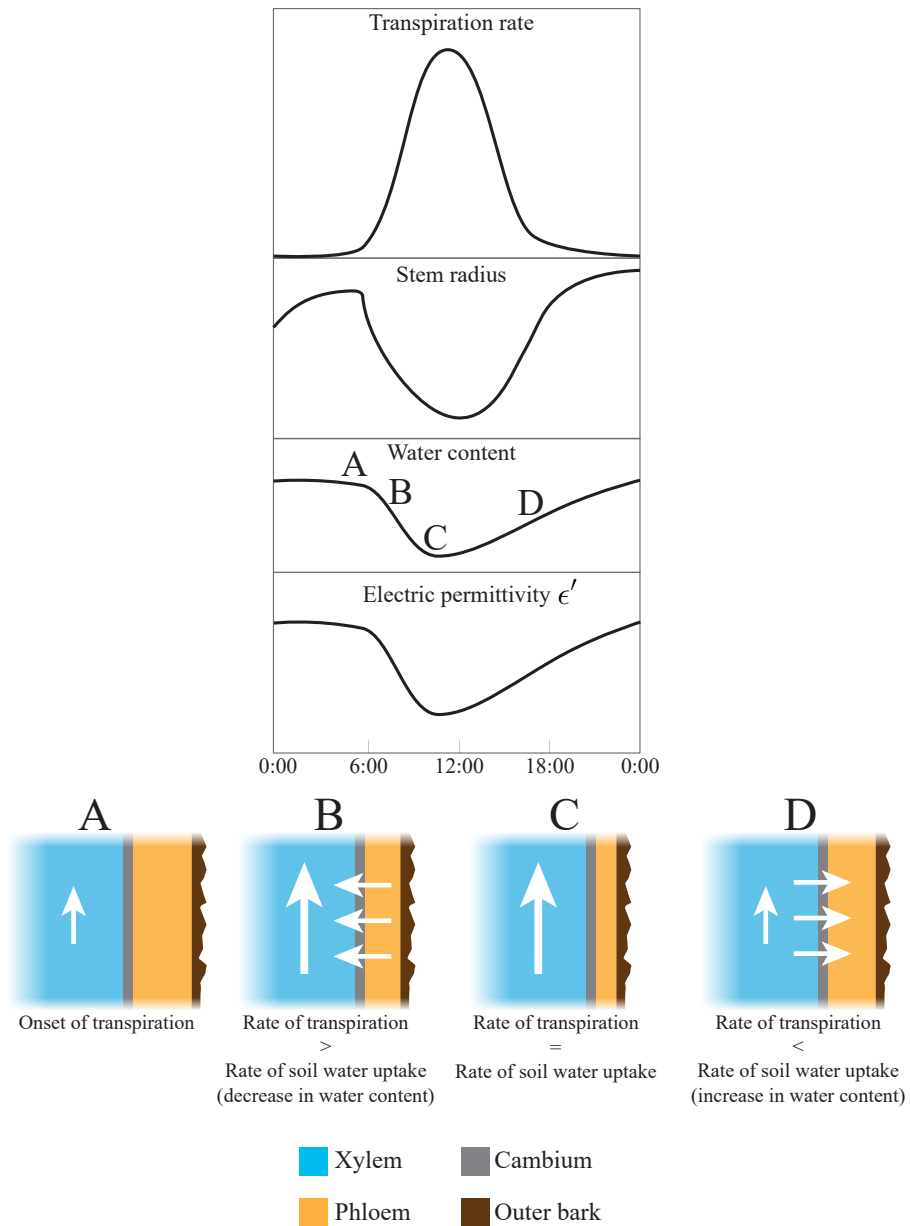 Transpiration rate
Stem radius
Water content
A
B
C
D
Electric permittivity ϵ′
0:00 6:00 12:00 18:00 0:00
A B C D
Onset of transpiration
Rate of transpiration
>
Rate of soil water uptake
(decrease in water content)
Rate of transpiration
=
Rate of soil water uptake
Rate of transpiration
<
Rate of soil water uptake
(increase in water content)
Xylem
Cambium
Phloem
Outer bark